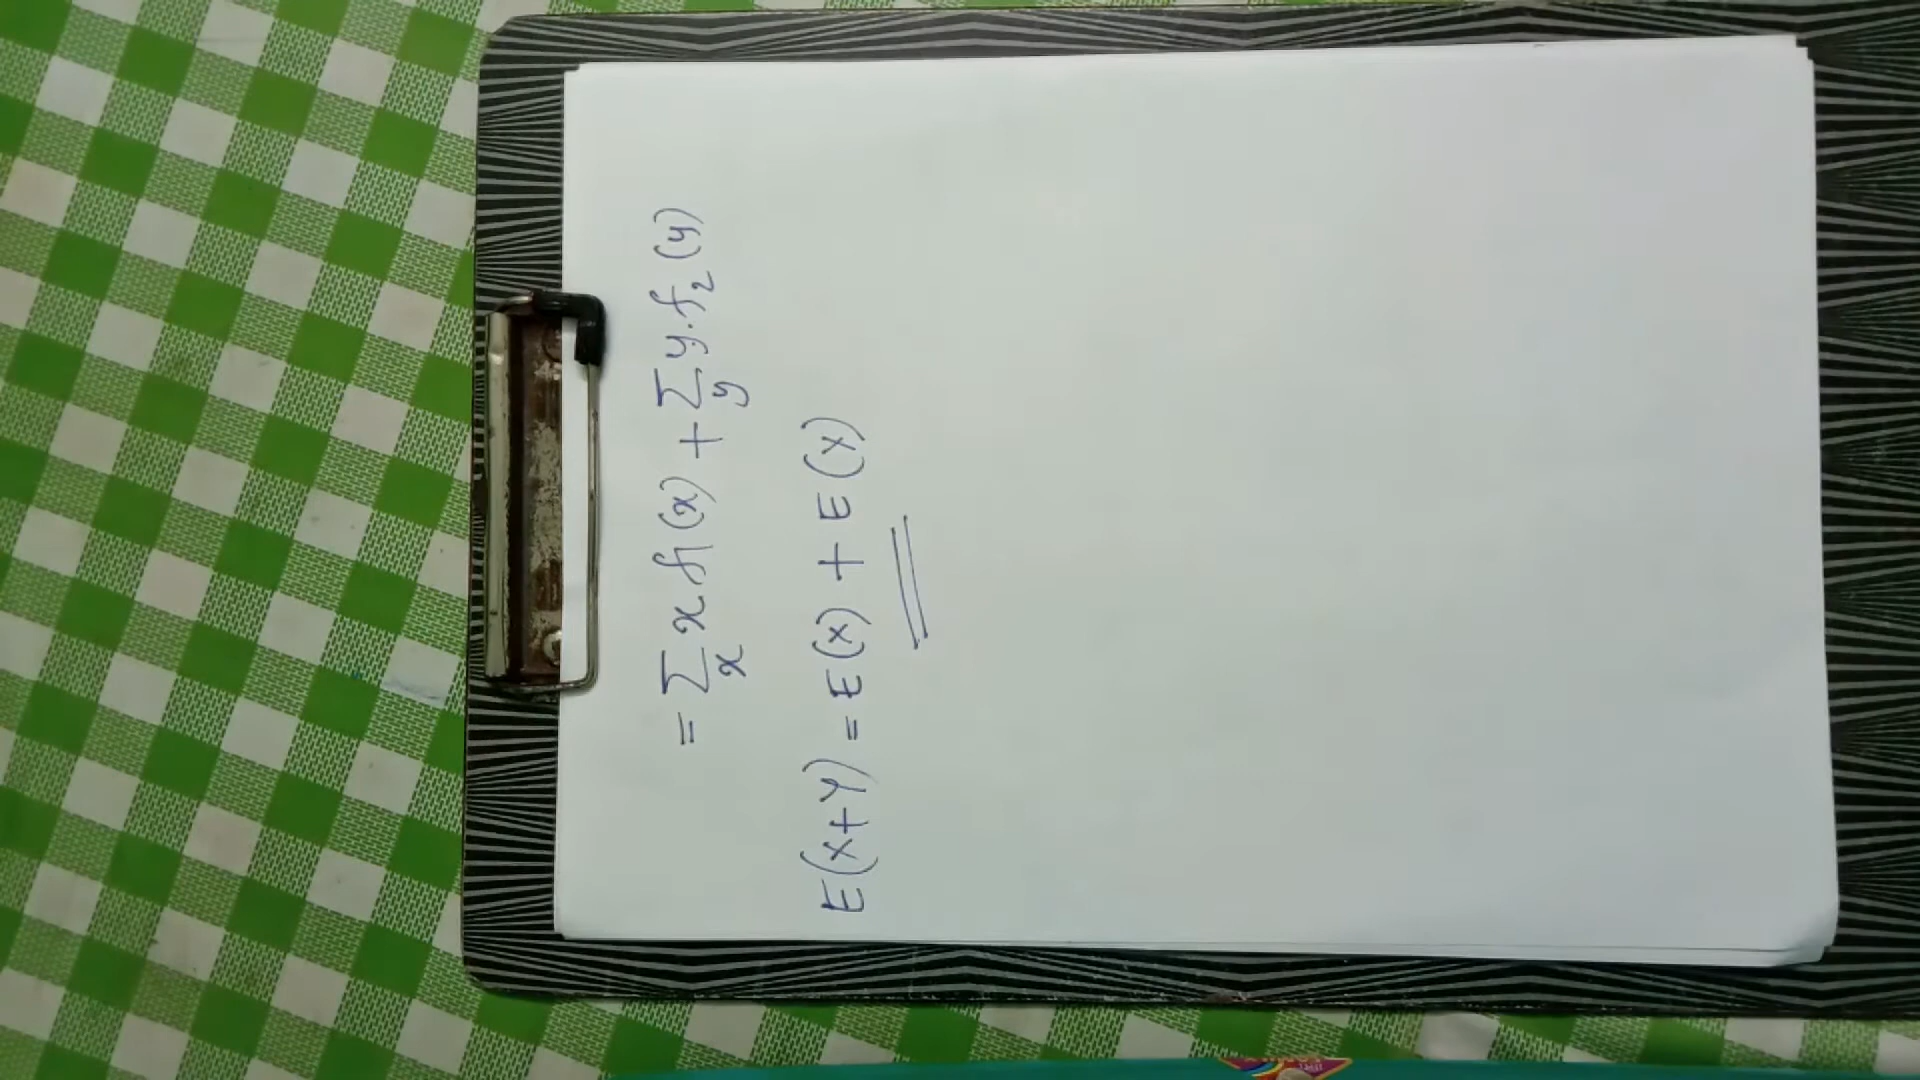 = Σ_x x.f₁(x) + Σ_y y.f₂(y)
E(X+Y) = E(X) + E(X)